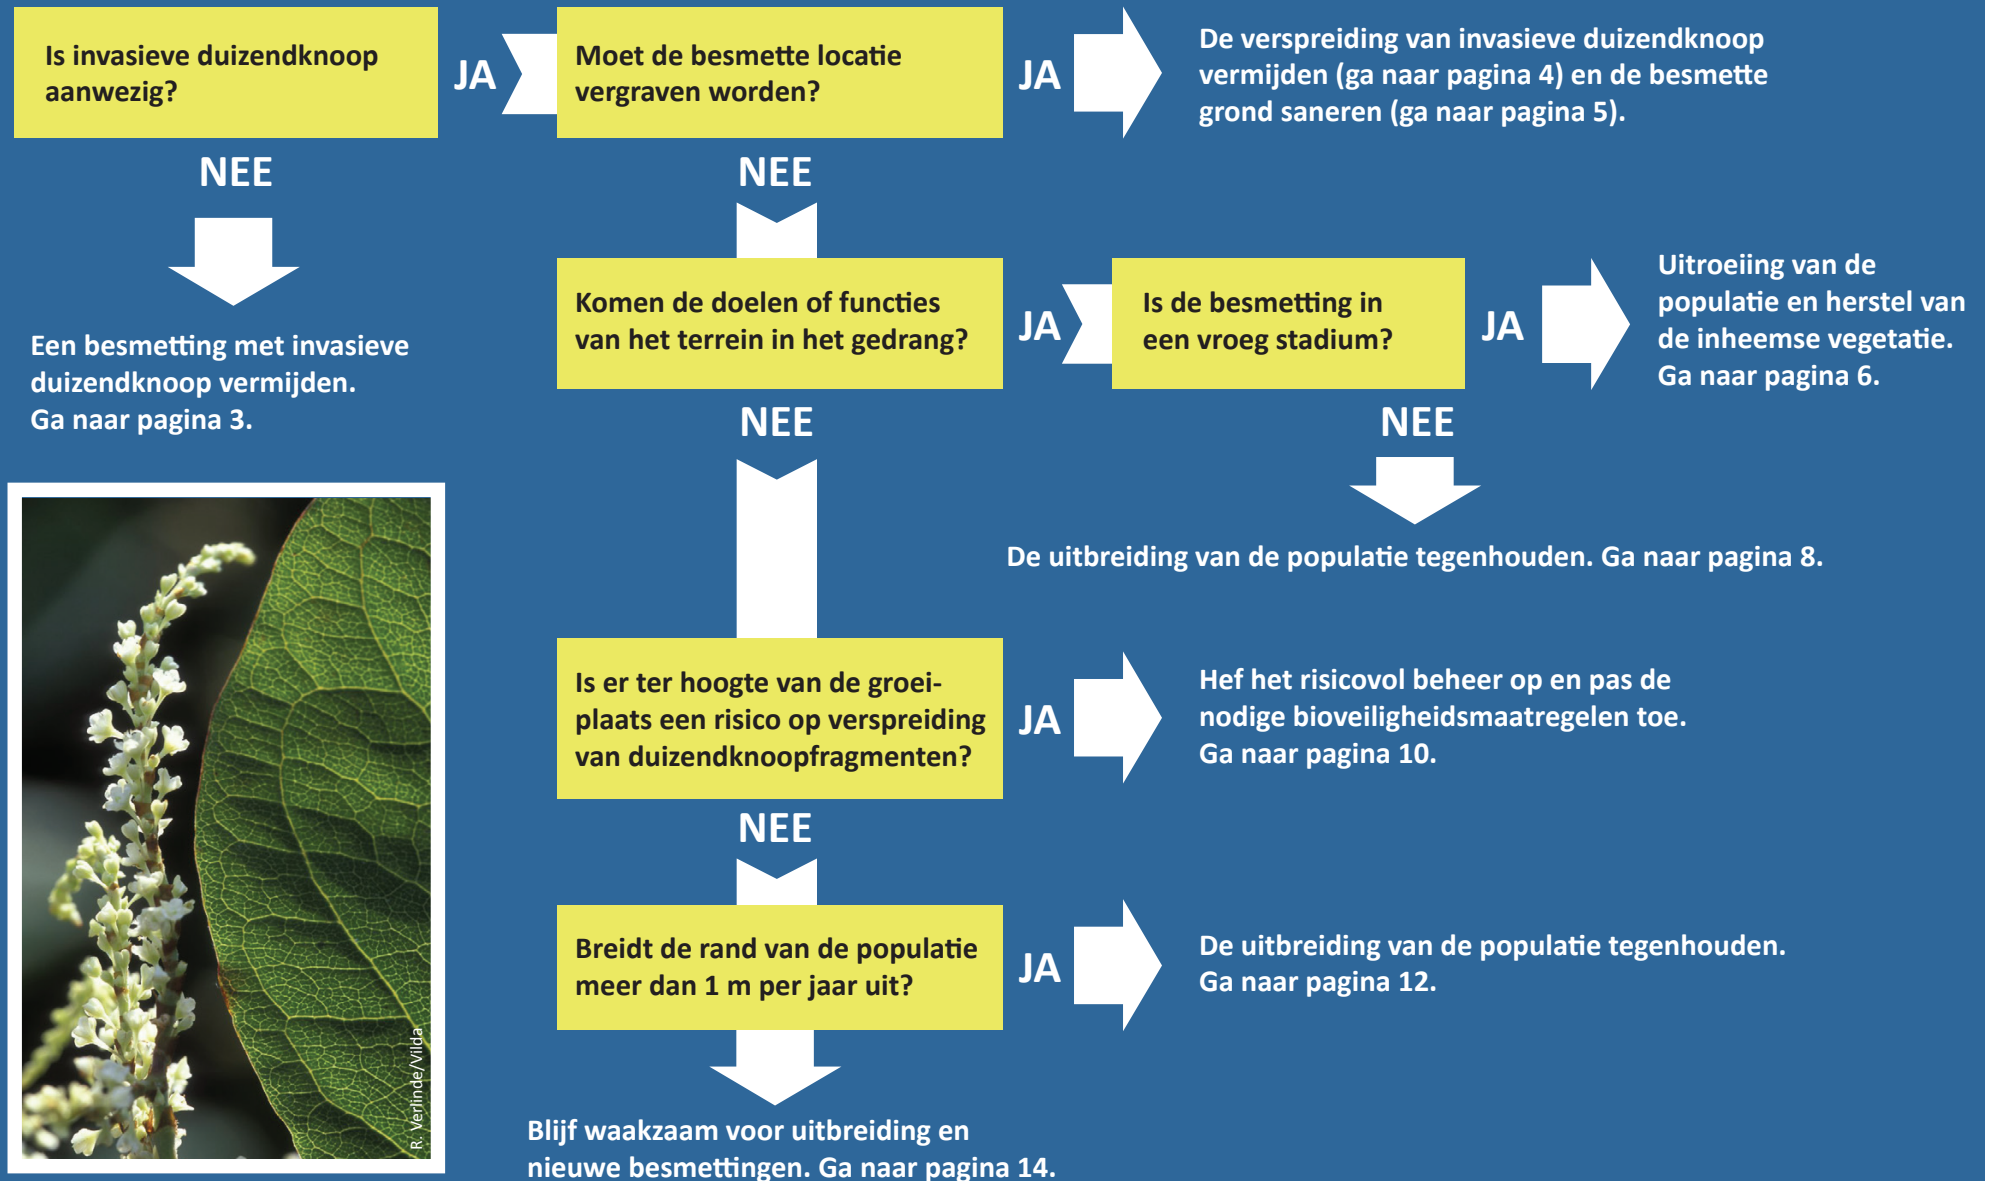 Is invasieve duizendknoop
aanwezig?
JA
Moet de besmette locatie
vergraven worden?
JA
De verspreiding van invasieve duizendknoop
vermijden (ga naar pagina 4) en de besmette
grond saneren (ga naar pagina 5).
NEE
NEE
Een besmetting met invasieve
duizendknoop vermijden.
Ga naar pagina 3.
Komen de doelen of functies
van het terrein in het gedrang?
JA
Is de besmetting in
een vroeg stadium?
JA
Uitroeiing van de
populatie en herstel van
de inheemse vegetatie.
Ga naar pagina 6.
NEE
NEE
De uitbreiding van de populatie tegenhouden. Ga naar pagina 8.
Is er ter hoogte van de groei-
plaats een risico op verspreiding
van duizendknoopfragmenten?
JA
Hef het risicovol beheer op en pas de
nodige bioveiligheidsmaatregelen toe.
Ga naar pagina 10.
NEE
Breidt de rand van de populatie
meer dan 1 m per jaar uit?
JA
De uitbreiding van de populatie tegenhouden.
Ga naar pagina 12.
Blijf waakzaam voor uitbreiding en
nieuwe besmettingen. Ga naar pagina 14.
R. Verlinde/Vilda